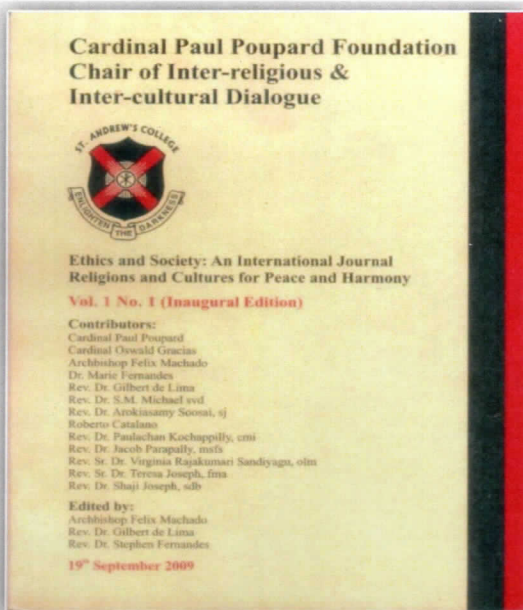 Cardinal Paul Poupard Foundation
Chair of Inter-religious &
Inter-cultural Dialogue
ST. ANDREW'S COLLEGE
ENLIGHTEN THE DARKNESS
Ethics and Society: An International Journal
Religions and Cultures for Peace and Harmony
Vol. 1 No. 1 (Inaugural Edition)
Contributors:
Cardinal Paul Poupard
Cardinal Oswald Gracias
Archbishop Felix Machado
Dr. Marie Fernandes
Rev. Dr. Gilbert de Lima
Rev. Dr. S.M. Michael svd
Rev. Dr. Arokiasamy Soosai, sj
Roberto Catalano
Rev. Dr. Paulachan Kochappilly, cmi
Rev. Dr. Jacob Parapally, msfs
Rev. Sr. Dr. Virginia Rajakumari Sandiyagu, olm
Rev. Sr. Dr. Teresa Joseph, fma
Rev. Dr. Shaji Joseph, sdb
Edited by:
Archbishop Felix Machado
Rev. Dr. Gilbert de Lima
Rev. Dr. Stephen Fernandes
19th September 2009